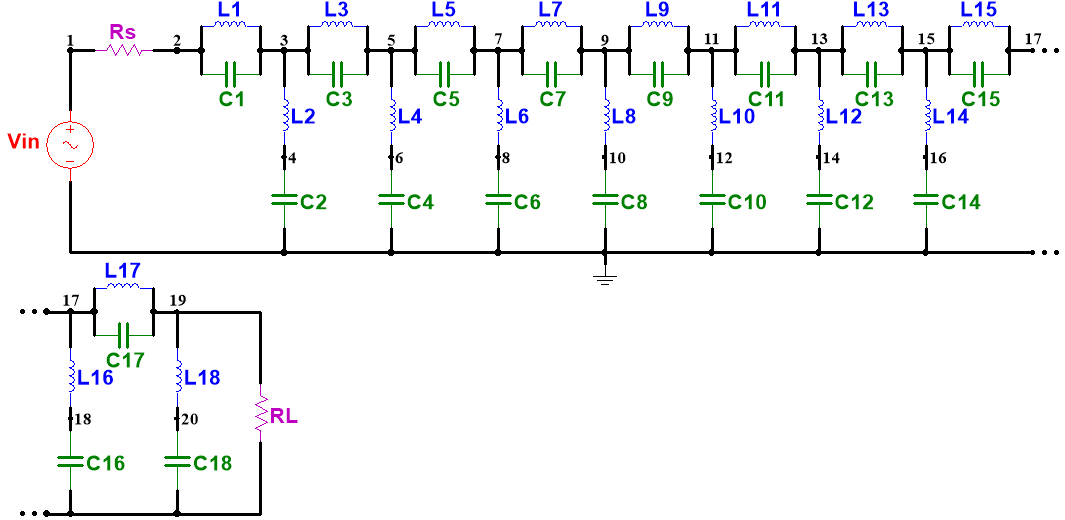 L1 L3 L5 L7 L9 L11 L13 L15
1 Rs 2 3 5 7 9 11 13 15 17
C1 C3 C5 C7 C9 C11 C13 C15
Vin + − L2 L4 L6 L8 L10 L12 L14
4 6 8 10 12 14 16
C2 C4 C6 C8 C10 C12 C14
L17
17 19
C17
L16 L18
18 20 RL
C16 C18